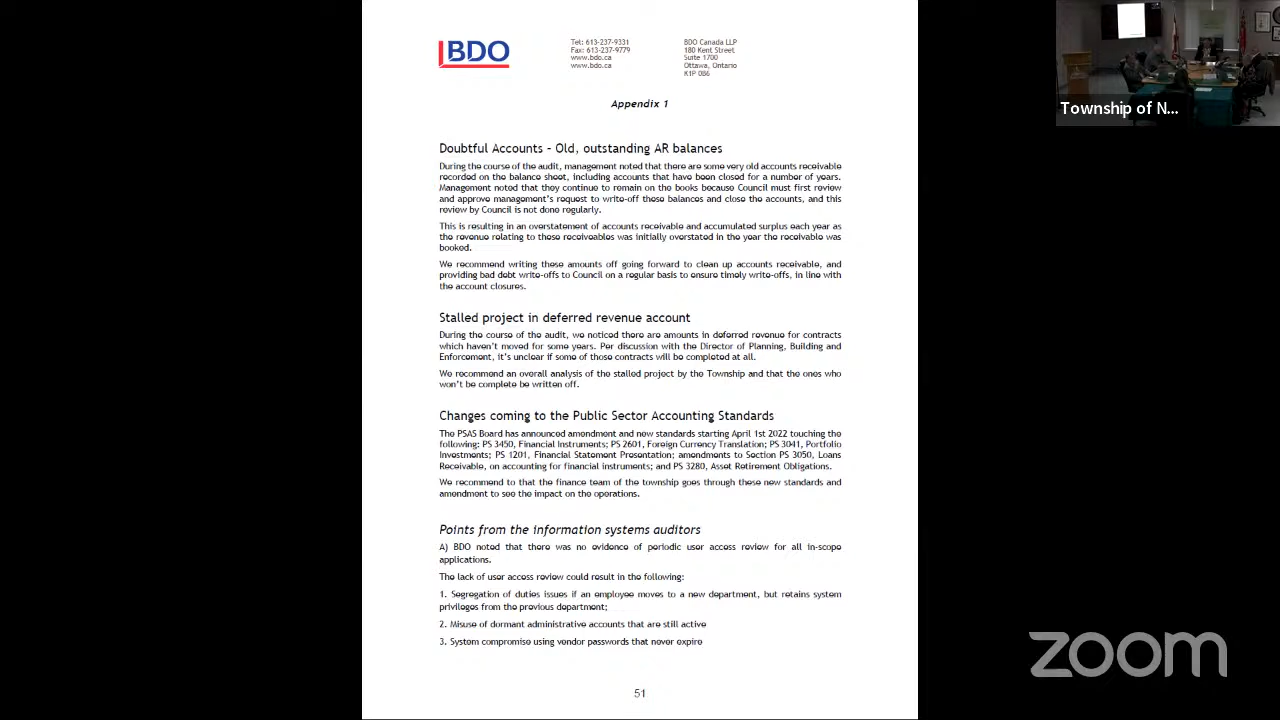 BDO
Tel: 613-237-9331
Fax: 613-237-9779
www.bdo.ca
www.bdo.ca
BDO Canada LLP
180 Kent Street
Suite 1700
Ottawa, Ontario
K1P 0B6
Appendix 1
Doubtful Accounts – Old, outstanding AR balances
During the course of the audit, management noted that there are some very old accounts receivable
recorded on the balance sheet, including accounts that have been closed for a number of years.
Management noted that they continue to remain on the books because Council must first review
and approve management's request to write-off these balances and close the accounts, and this
review by Council is not done regularly.
This is resulting in an overstatement of accounts receivable and accumulated surplus each year as
the revenue relating to these receiveables was initially overstated in the year the receivable was
booked.
We recommend writing these amounts off going forward to clean up accounts receivable, and
providing bad debt write-offs to Council on a regular basis to ensure timely write-offs, in line with
the account closures.
Stalled project in deferred revenue account
During the course of the audit, we noticed there are amounts in deferred revenue for contracts
which haven't moved for some years. Per discussion with the Director of Planning, Building and
Enforcement, it's unclear if some of those contracts will be completed at all.
We recommend an overall analysis of the stalled project by the Township and that the ones who
won't be complete be written off.
Changes coming to the Public Sector Accounting Standards
The PSAS Board has announced amendment and new standards starting April 1st 2022 touching the
following: PS 3450, Financial Instruments; PS 2601, Foreign Currency Translation; PS 3041, Portfolio
Investments; PS 1201, Financial Statement Presentation; amendments to Section PS 3050, Loans
Receivable, on accounting for financial instruments; and PS 3280, Asset Retirement Obligations.
We recommend to that the finance team of the township goes through these new standards and
amendment to see the impact on the operations.
Points from the information systems auditors
A) BDO noted that there was no evidence of periodic user access review for all in-scope
applications.
The lack of user access review could result in the following:
1. Segregation of duties issues if an employee moves to a new department, but retains system
privileges from the previous department;
2. Misuse of dormant administrative accounts that are still active
3. System compromise using vendor passwords that never expire
51
Township of N...
zoom